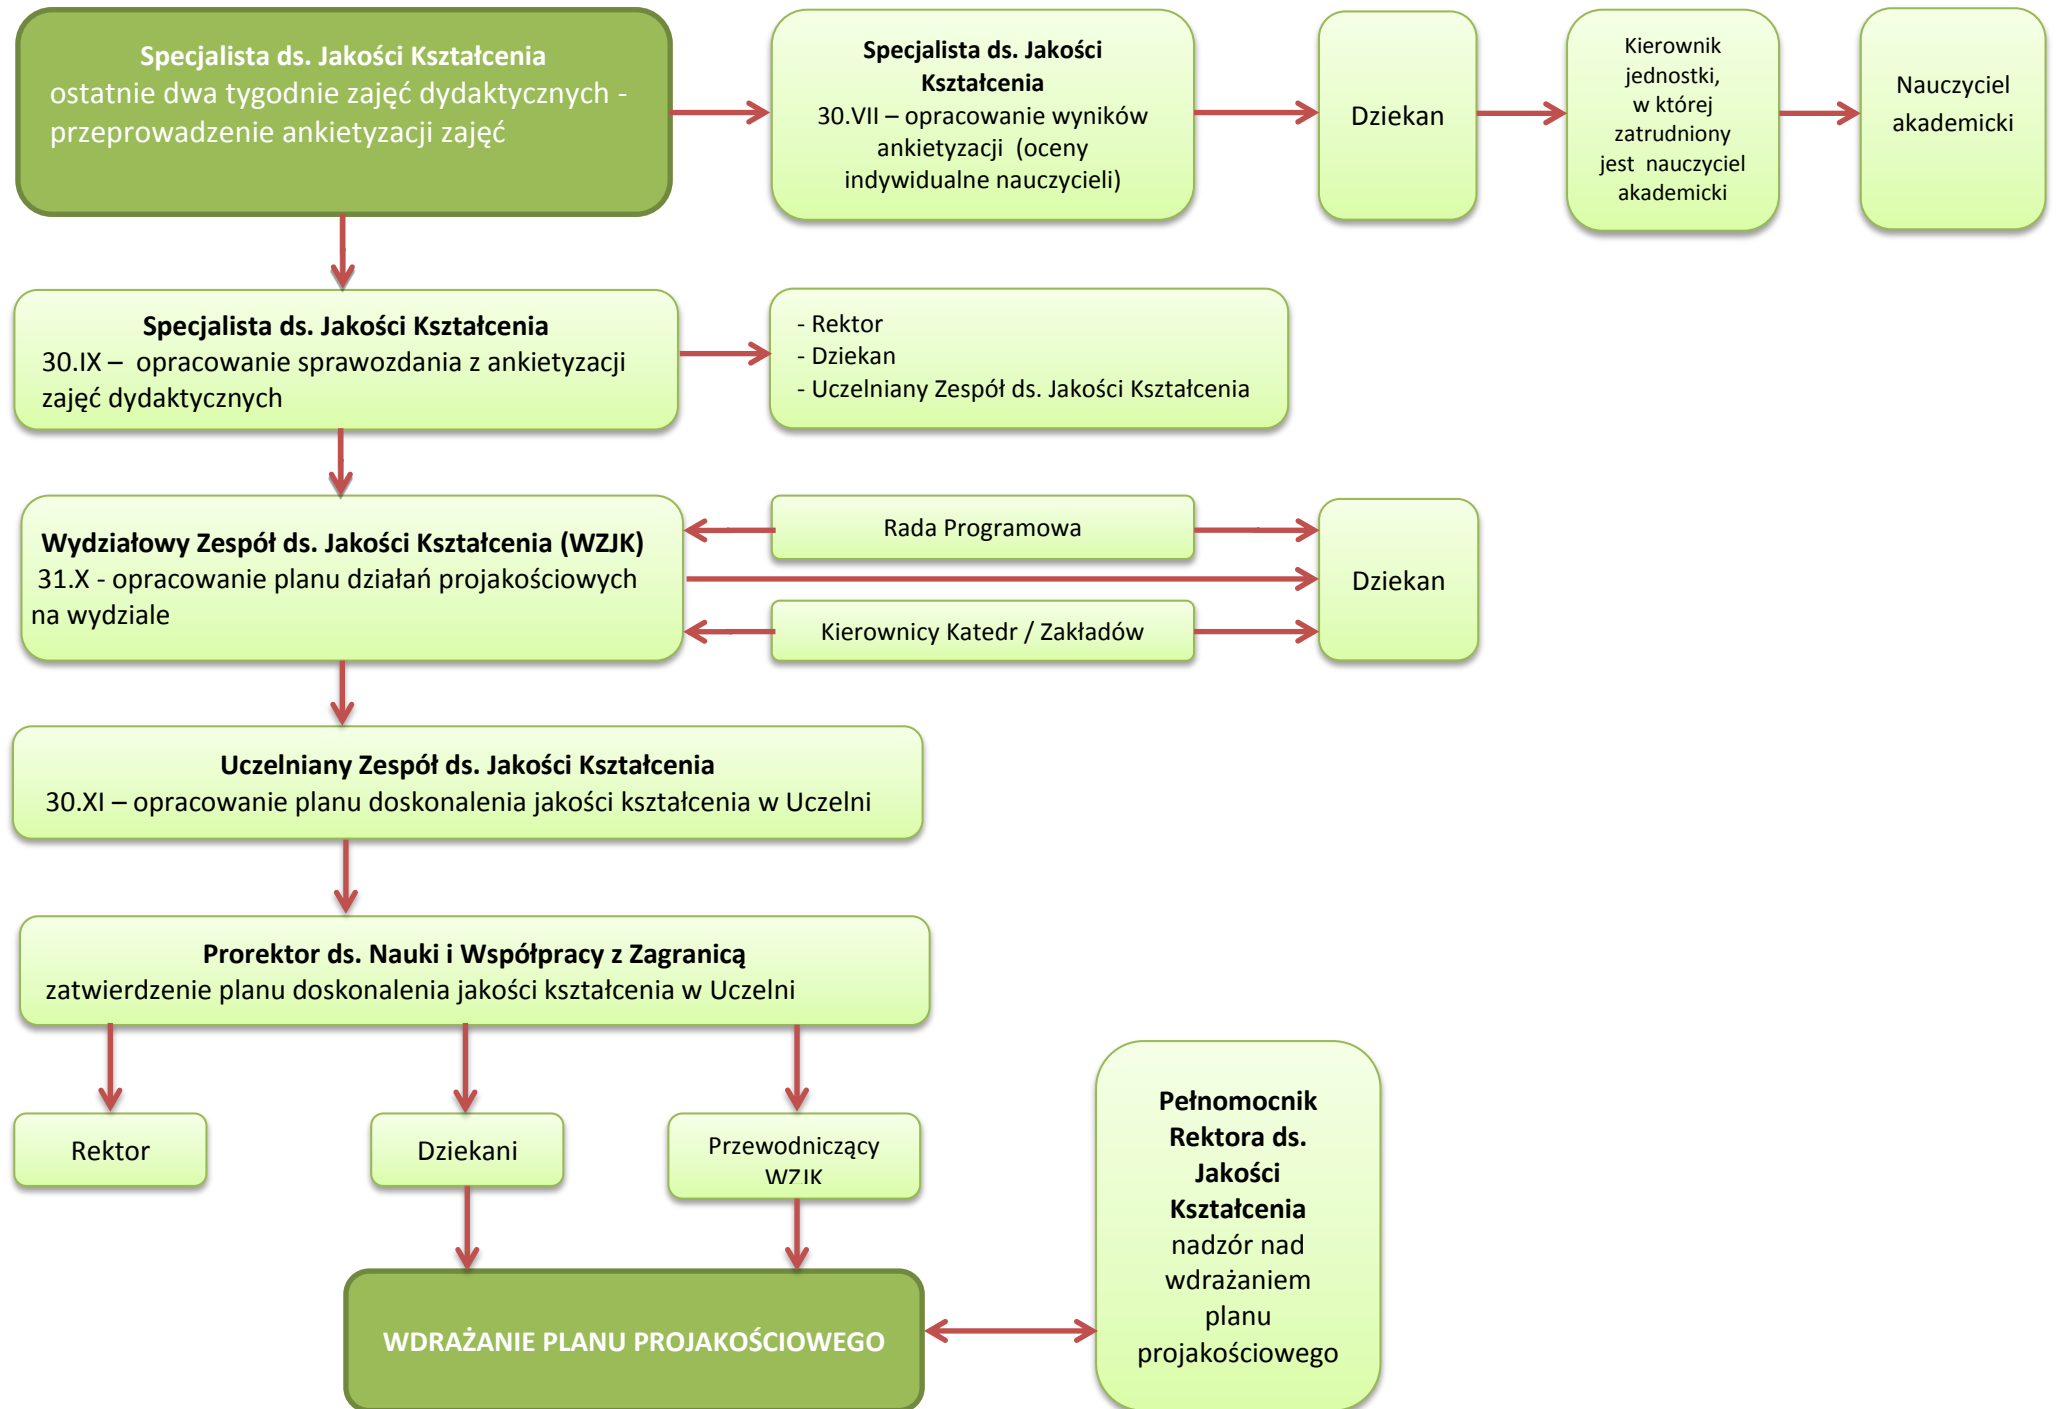 Specjalista ds. Jakości Kształcenia
ostatnie dwa tygodnie zajęć dydaktycznych -
przeprowadzenie ankietyzacji zajęć
Specjalista ds. Jakości
Kształcenia
30.VII – opracowanie wyników
ankietyzacji (oceny
indywidualne nauczycieli)
Dziekan
Kierownik
jednostki,
w której
zatrudniony
jest nauczyciel
akademicki
Nauczyciel
akademicki
Specjalista ds. Jakości Kształcenia
30.IX – opracowanie sprawozdania z ankietyzacji
zajęć dydaktycznych
- Rektor
- Dziekan
- Uczelniany Zespół ds. Jakości Kształcenia
Wydziałowy Zespół ds. Jakości Kształcenia (WZJK)
31.X - opracowanie planu działań projakościowych
na wydziale
Rada Programowa
Kierownicy Katedr / Zakładów
Dziekan
Uczelniany Zespół ds. Jakości Kształcenia
30.XI – opracowanie planu doskonalenia jakości kształcenia w Uczelni
Prorektor ds. Nauki i Współpracy z Zagranicą
zatwierdzenie planu doskonalenia jakości kształcenia w Uczelni
Rektor
Dziekani
Przewodniczący
WZJK
Pełnomocnik
Rektora ds.
Jakości
Kształcenia
nadzór nad
wdrażaniem
planu
projakościowego
WDRAŻANIE PLANU PROJAKOŚCIOWEGO